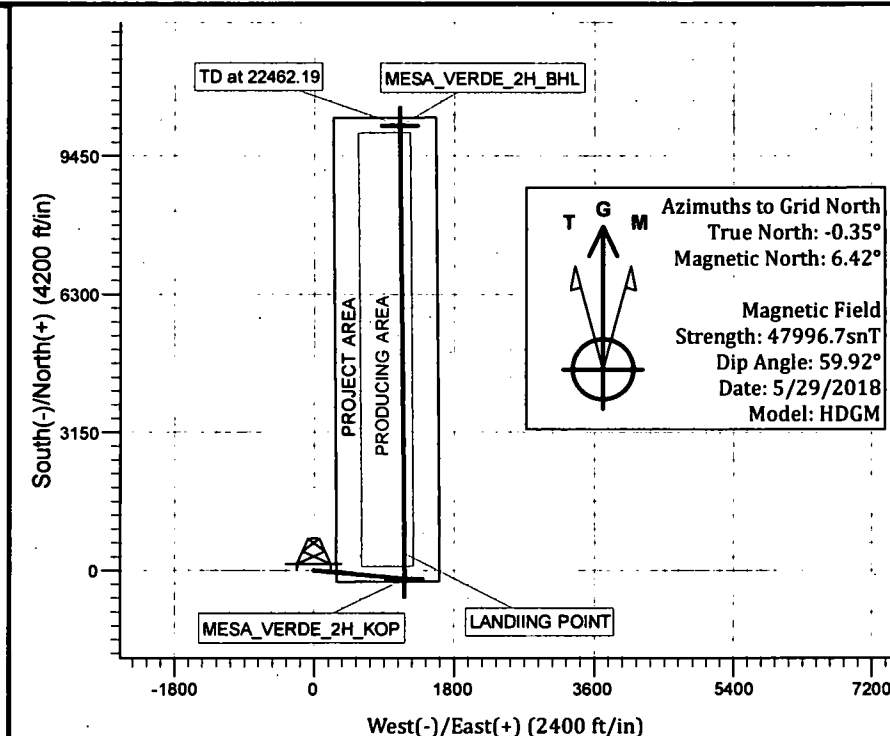 TD at 22462.19
MESA_VERDE_2H_BHL
South(-)/North(+) (4200 ft/in)
9450
6300
3150
0
PROJECT AREA
PRODUCING AREA
T G M
Azimuths to Grid North
True North: -0.35°
Magnetic North: 6.42°
Magnetic Field
Strength: 47996.7snT
Dip Angle: 59.92°
Date: 5/29/2018
Model: HDGM
MESA_VERDE_2H_KOP
LANDIING POINT
-1800
0
1800
3600
5400
7200
West(-)/East(+) (2400 ft/in)